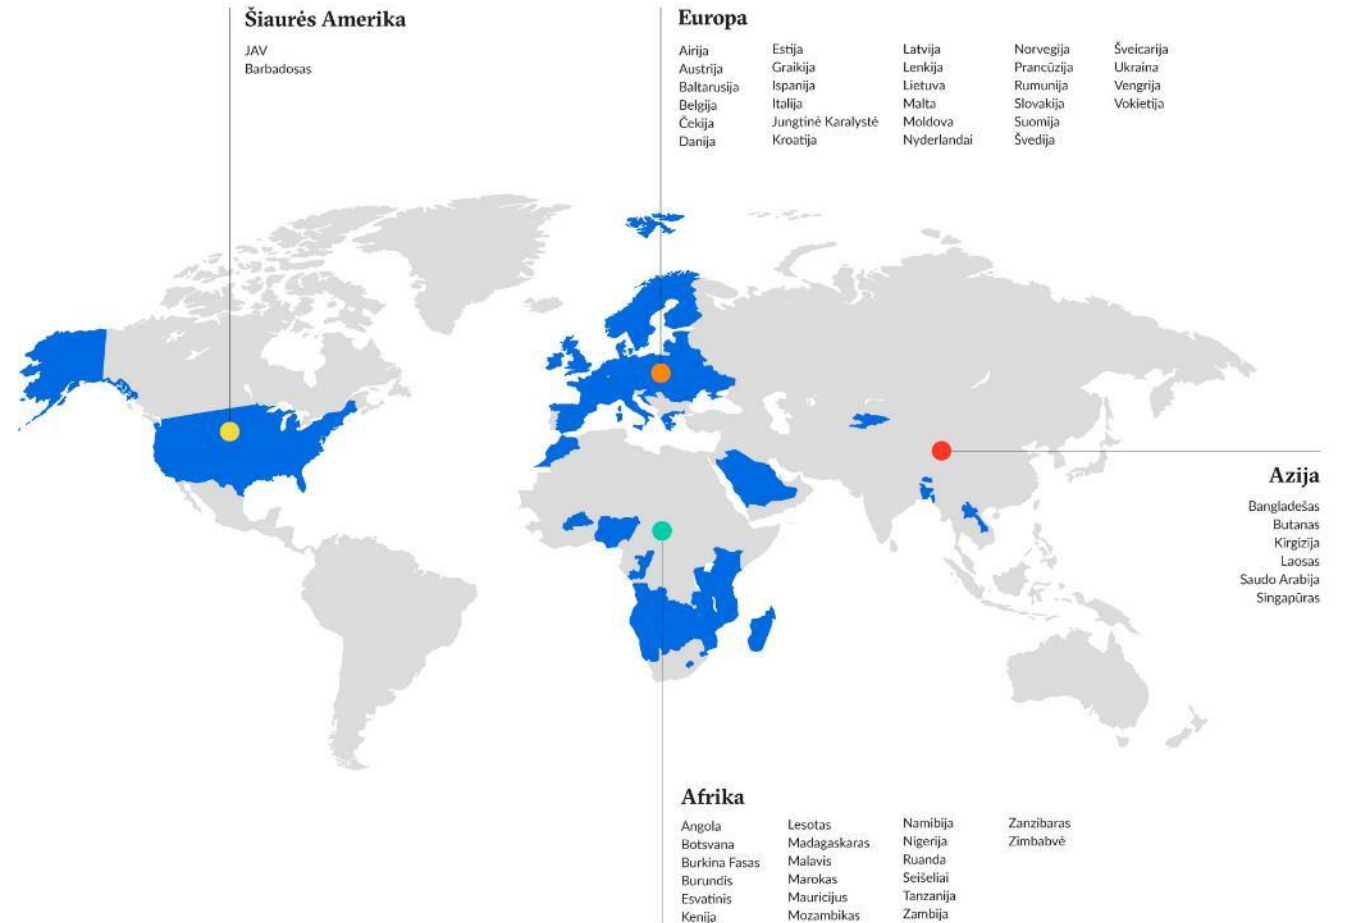 Šiaurės Amerika
JAV
Barbadosas
Europa
Airija
Austrija
Baltarusija
Belgija
Čekija
Danija
Estija
Graikija
Ispanija
Italija
Jungtinė Karalystė
Kroatija
Latvija
Lenkija
Lietuva
Malta
Moldova
Nyderlandai
Norvegija
Prancūzija
Rumunija
Slovakija
Suomija
Švedija
Šveicarija
Ukraina
Vengrija
Vokietija
Azija
Bangladešas
Butanas
Kirgizija
Laosas
Saudo Arabija
Singapūras
Afrika
Angola
Botsvana
Burkina Fasas
Burundis
Esvatinis
Kenija
Lesotas
Madagaskaras
Malavis
Marokas
Mauricijus
Mozambikas
Namibija
Nigerija
Ruanda
Seišeliai
Tanzanija
Zambija
Zanzibaras
Zimbabvė